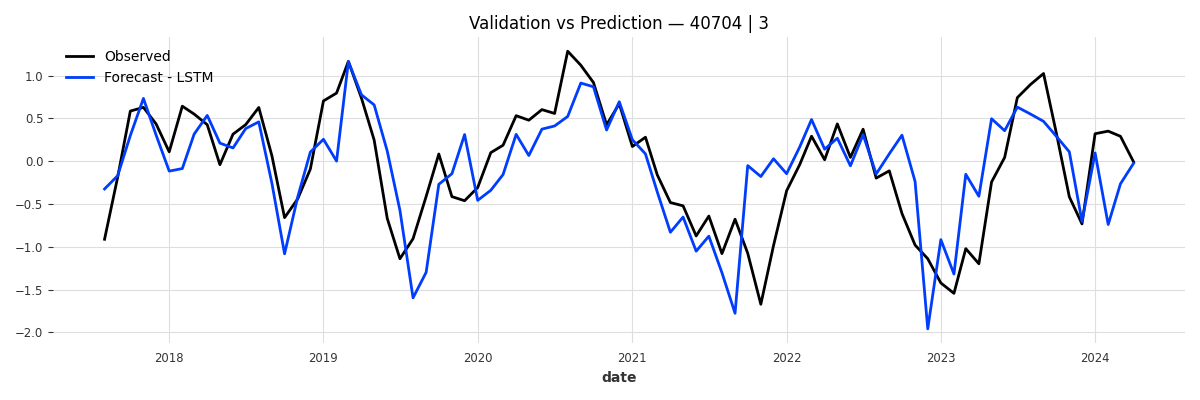 Validation vs Prediction — 40704 | 3
Observed
Forecast - LSTM
1.0
0.5
0.0
−0.5
−1.0
−1.5
−2.0
2018 2019 2020 2021 2022 2023 2024
date